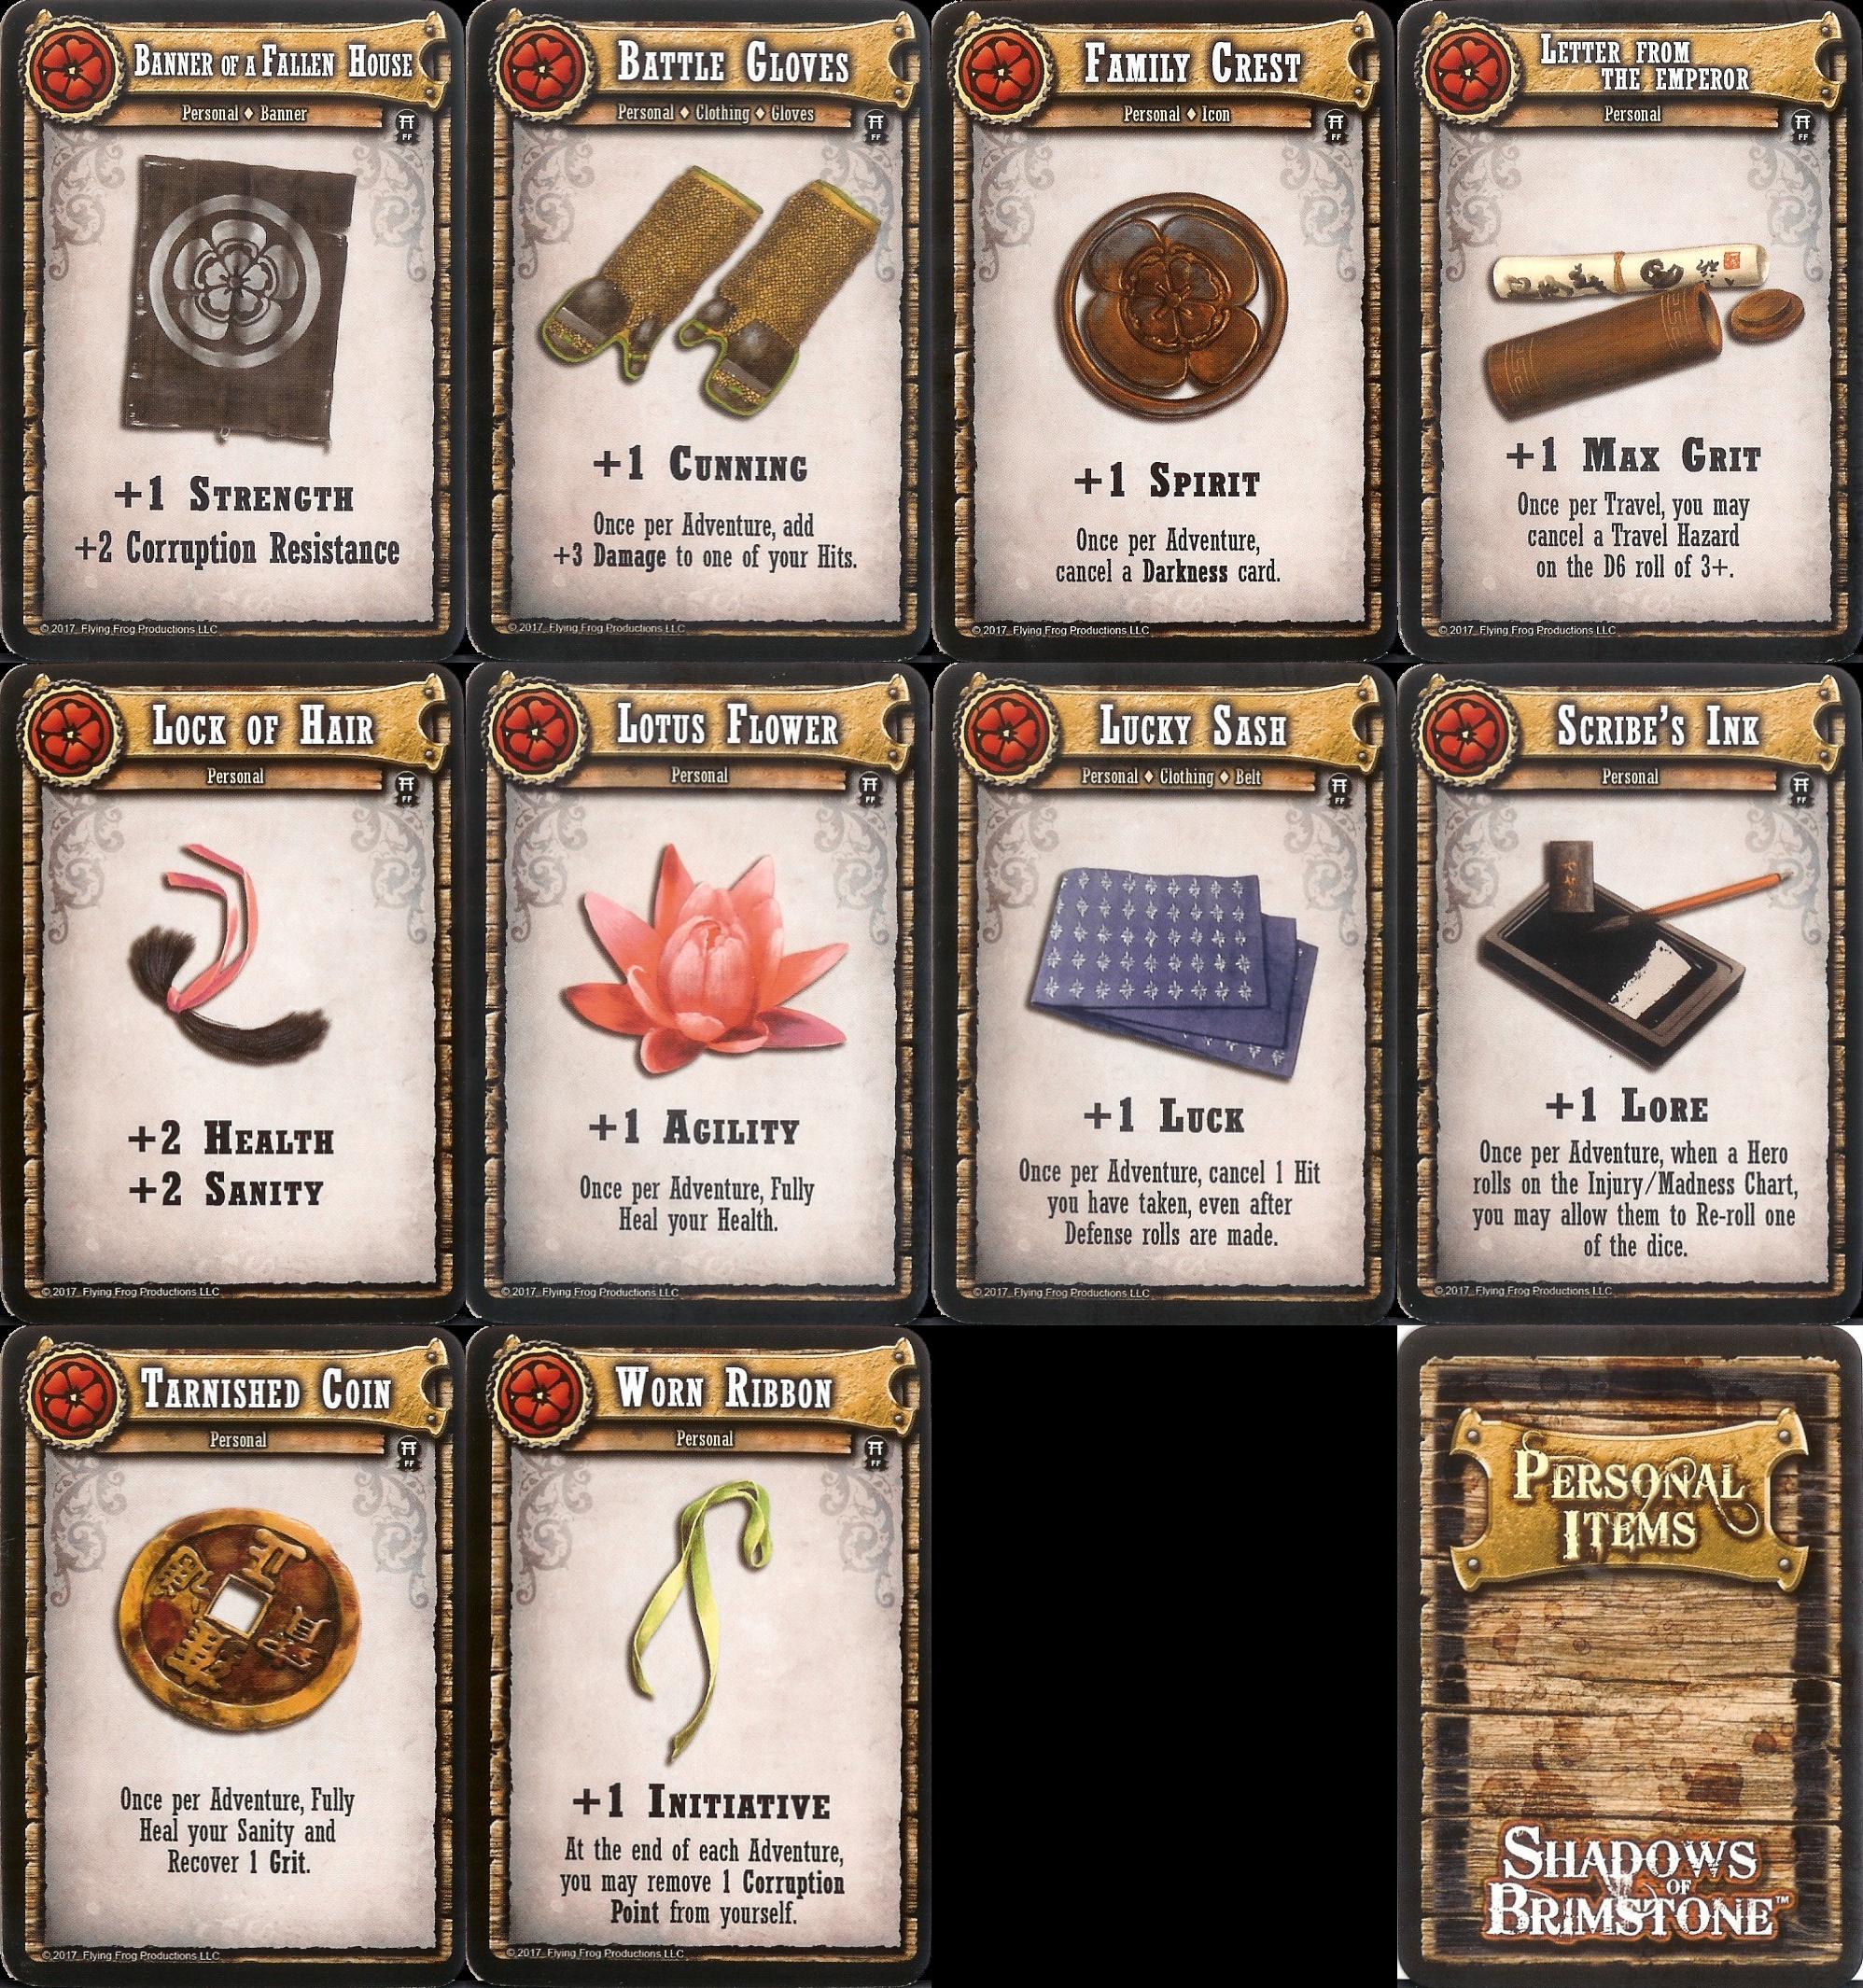 BANNER OF A FALLEN HOUSE
Personal ♦ Banner
FF
+1 STRENGTH
+2 Corruption Resistance
© 2017 Flying Frog Productions LLC
BATTLE GLOVES
Personal ♦ Clothing ♦ Gloves
FF
+1 CUNNING
Once per Adventure, add
+3 Damage to one of your Hits.
© 2017 Flying Frog Productions LLC
FAMILY CREST
Personal ♦ Icon
FF
+1 SPIRIT
Once per Adventure,
cancel a Darkness card.
© 2017 Flying Frog Productions LLC
LETTER FROM
THE EMPEROR
Personal
FF
+1 MAX GRIT
Once per Travel, you may
cancel a Travel Hazard
on the D6 roll of 3+.
© 2017 Flying Frog Productions LLC
LOCK OF HAIR
Personal
FF
+2 HEALTH
+2 SANITY
© 2017 Flying Frog Productions LLC
LOTUS FLOWER
Personal
FF
+1 AGILITY
Once per Adventure, Fully
Heal your Health.
© 2017 Flying Frog Productions LLC
LUCKY SASH
Personal ♦ Clothing ♦ Belt
FF
+1 LUCK
Once per Adventure, cancel 1 Hit
you have taken, even after
Defense rolls are made.
© 2017 Flying Frog Productions LLC
SCRIBE'S INK
Personal
FF
+1 LORE
Once per Adventure, when a Hero
rolls on the Injury/Madness Chart,
you may allow them to Re-roll one
of the dice.
© 2017 Flying Frog Productions LLC
TARNISHED COIN
Personal
FF
Once per Adventure, Fully
Heal your Sanity and
Recover 1 Grit.
© 2017 Flying Frog Productions LLC
WORN RIBBON
Personal
FF
+1 INITIATIVE
At the end of each Adventure,
you may remove 1 Corruption
Point from yourself.
© 2017 Flying Frog Productions LLC
PERSONAL
ITEMS
SHADOWS
OF
BRIMSTONE™